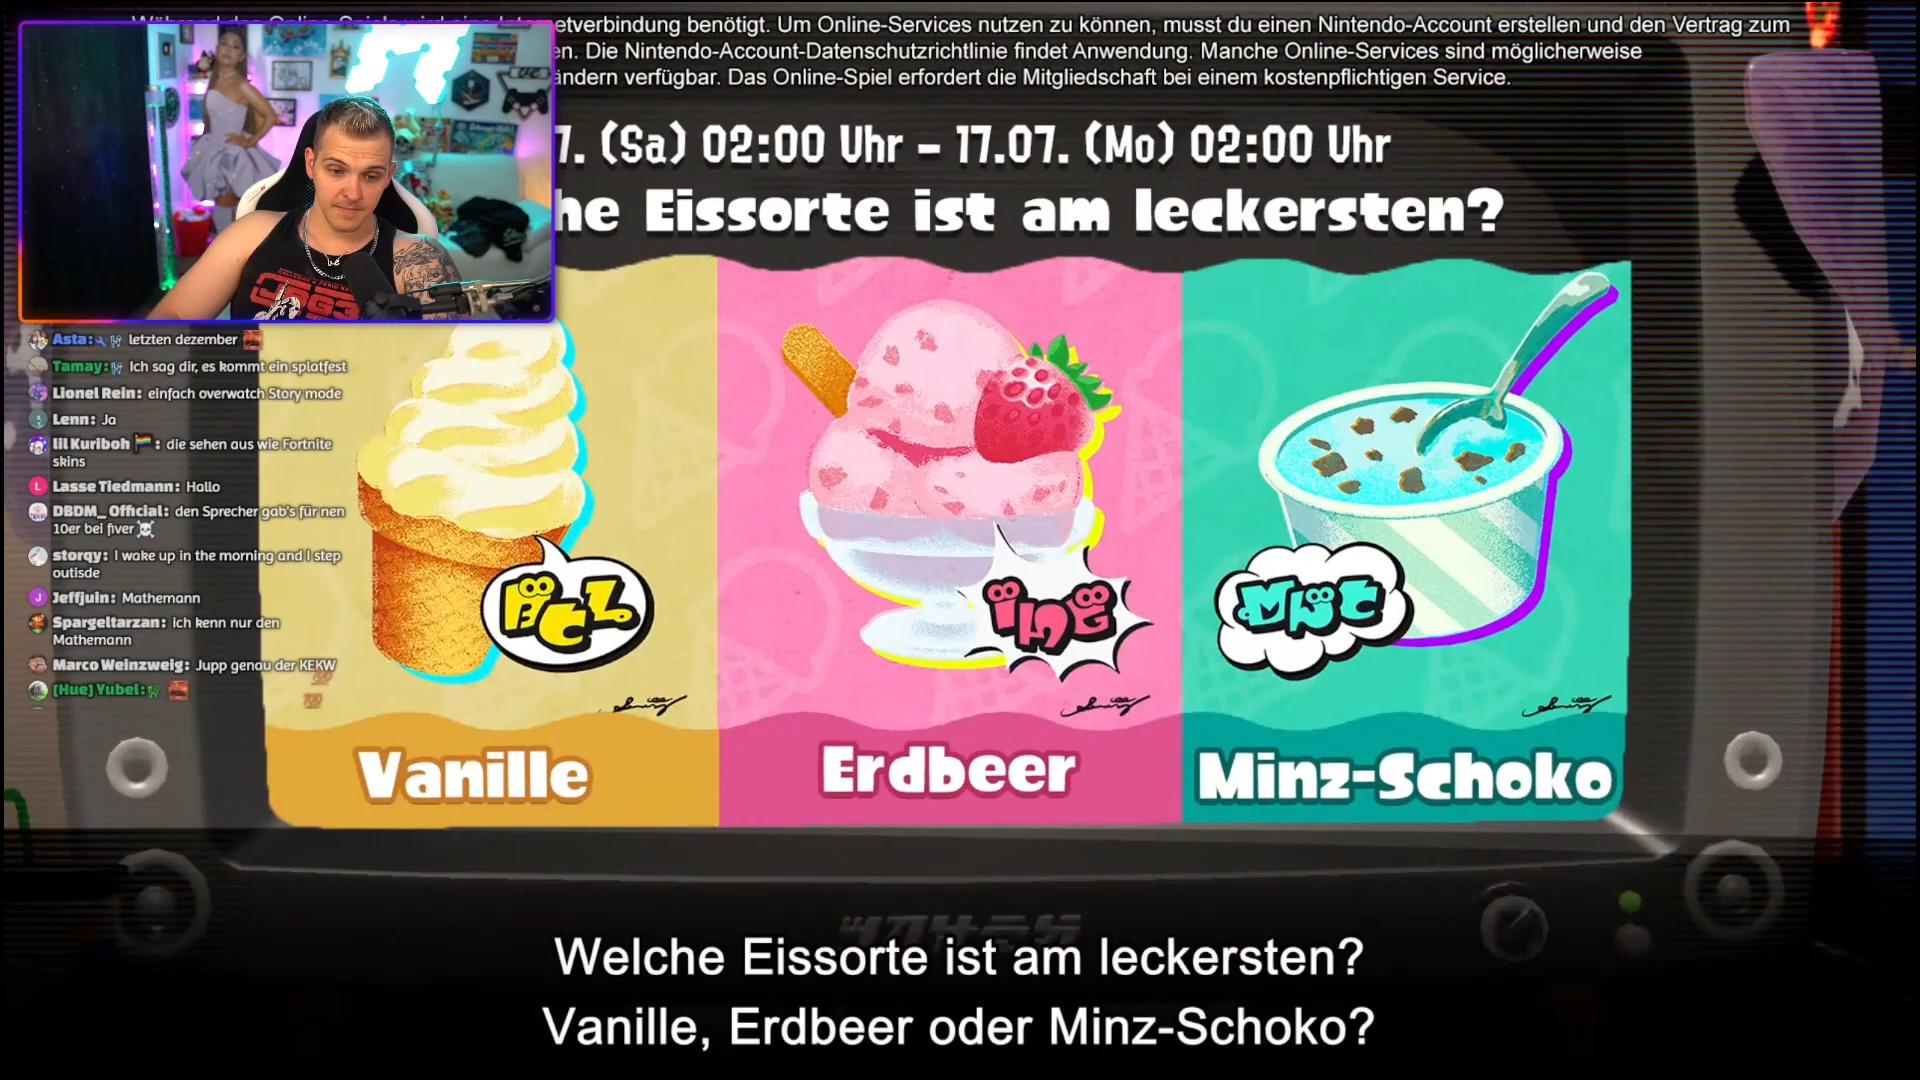 etverbindung benötigt. Um Online-Services nutzen zu können, musst du einen Nintendo-Account erstellen und den Vertrag zum
en. Die Nintendo-Account-Datenschutzrichtlinie findet Anwendung. Manche Online-Services sind möglicherweise
ändern verfügbar. Das Online-Spiel erfordert die Mitgliedschaft bei einem kostenpflichtigen Service.
7. (Sa) 02:00 Uhr – 17.07. (Mo) 02:00 Uhr
he Eissorte ist am leckersten?
Asta: letzten dezember
Tamay: Ich sag dir, es kommt ein splatfest
Lionel Rein: einfach overwatch Story mode
Lenn: Ja
lil Kuriboh 🏳️‍🌈: die sehen aus wie Fortnite
skins
Lasse Tiedmann: Hallo
DBDM_Official: den Sprecher gab's für nen
10er bei fiver ☠️
storqy: I wake up in the morning and I step
outisde
Jeffjuin: Mathemann
Spargeltarzan: ich kenn nur den
Mathemann
Marco Weinzweig: Jupp genau der KEKW
💯
💯
(Hue) Yubel:
Vanille
Erdbeer
Minz-Schoko
Welche Eissorte ist am leckersten?
Vanille, Erdbeer oder Minz-Schoko?